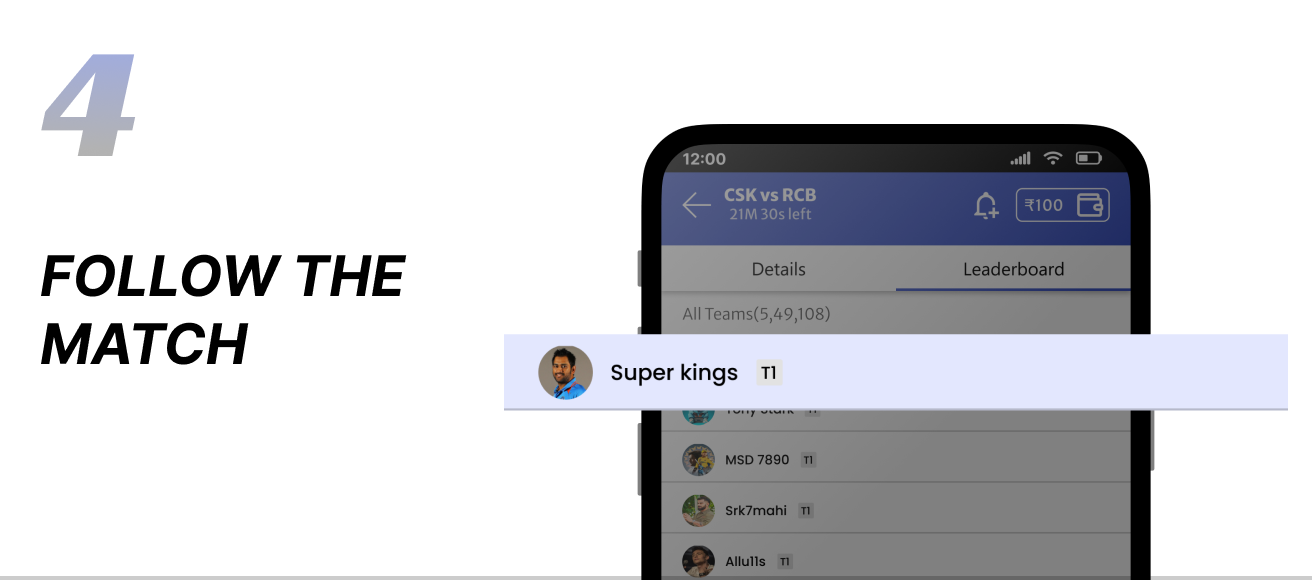 4
FOLLOW THE
MATCH
12:00
CSK vs RCB
21M 30s left
₹100
Details
Leaderboard
All Teams(5,49,108)
Super kings T1
Tony Stark T1
MSD 7890 T1
Srk7mahi T1
Allu11s T1